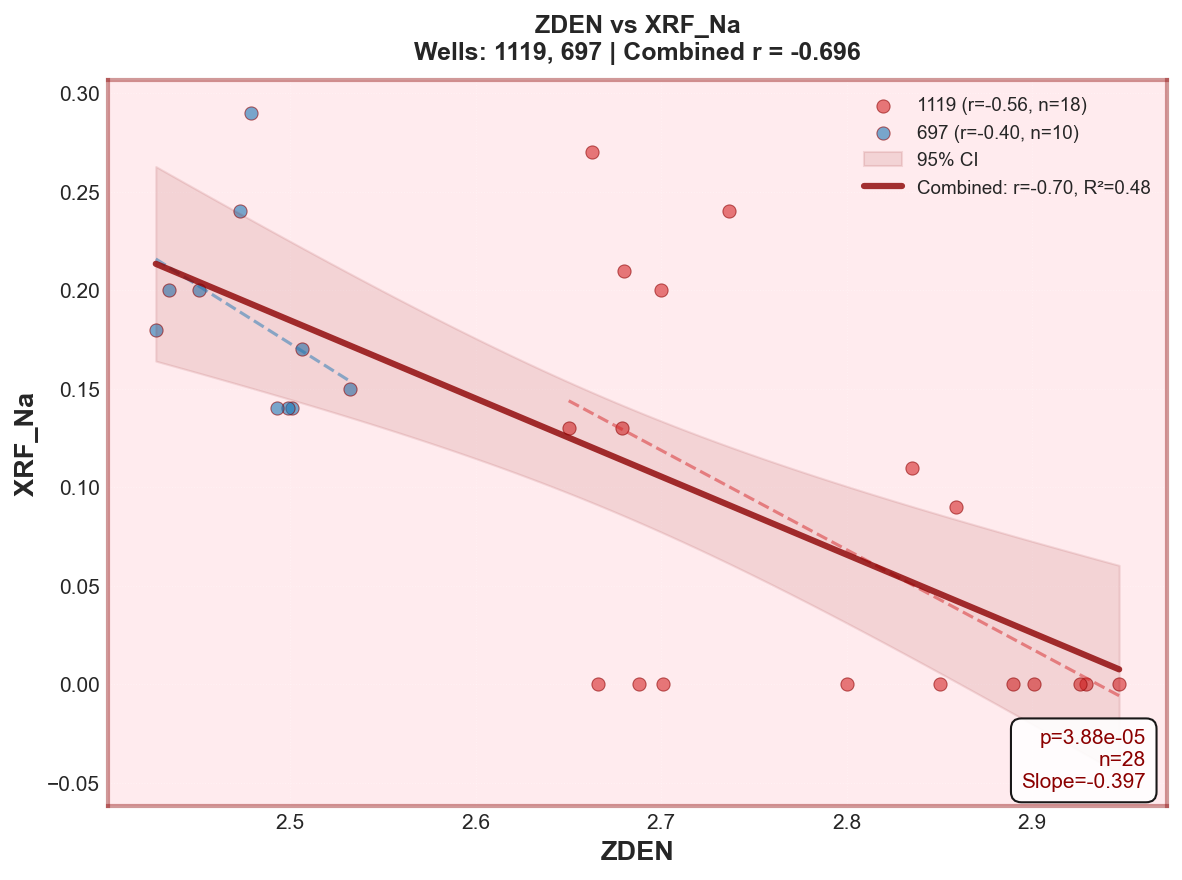 ZDEN vs XRF_Na
Wells: 1119, 697 | Combined r = -0.696
1119 (r=-0.56, n=18)
697 (r=-0.40, n=10)
95% CI
Combined: r=-0.70, R²=0.48
XRF_Na
0.30
0.25
0.20
0.15
0.10
0.05
0.00
−0.05
p=3.88e-05
n=28
Slope=-0.397
2.5 2.6 2.7 2.8 2.9
ZDEN